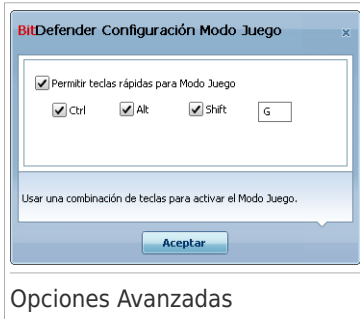 BitDefender Configuración Modo Juego
Permitir teclas rápidas para Modo Juego
Ctrl Alt Shift G
Usar una combinación de teclas para activar el Modo Juego.
Aceptar
Opciones Avanzadas